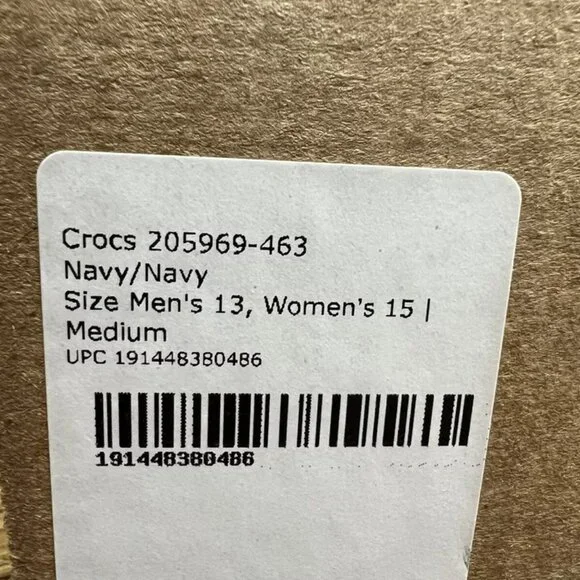 Crocs 205969-463
Navy/Navy
Size Men's 13, Women's 15 |
Medium
UPC 191448380486
191448380486